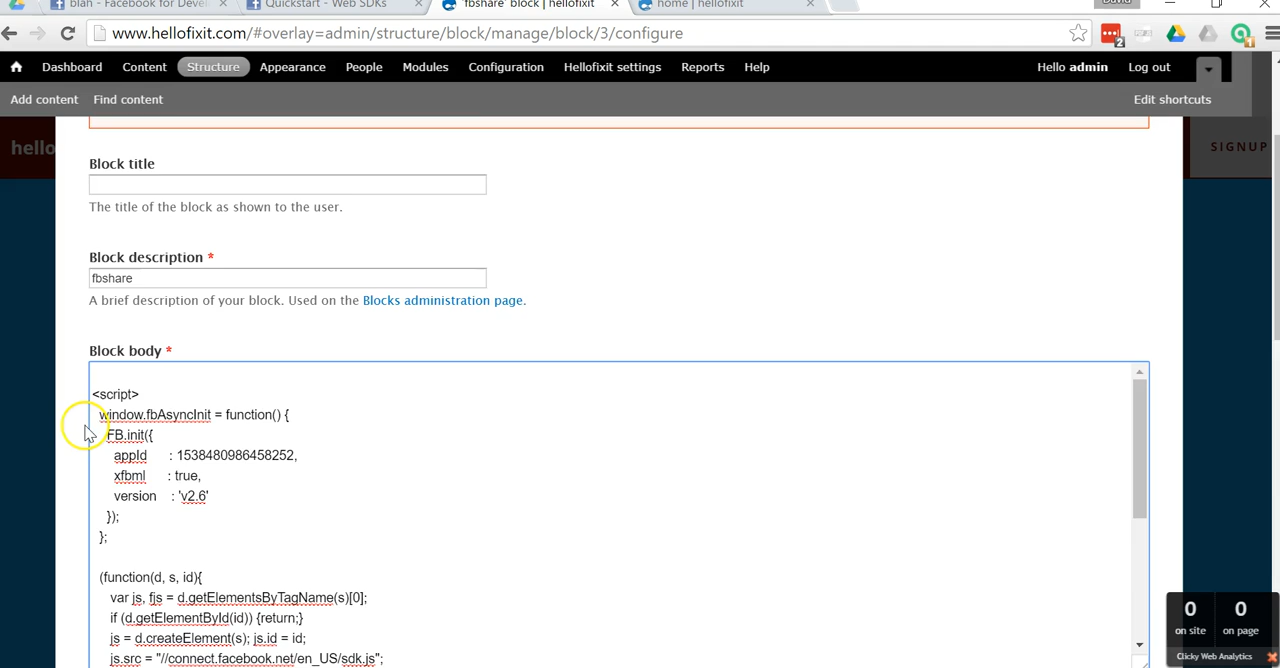 blah - Facebook for Devel
Quickstart - Web SDKs
'fbshare' block | hellofixit
home | hellofixit
David
www.hellofixit.com/#overlay=admin/structure/block/manage/block/3/configure
2
1
Dashboard Content Structure Appearance People Modules Configuration Hellofixit settings Reports Help Hello admin Log out
Add content Find content Edit shortcuts
hello
SIGNUP
Block title
The title of the block as shown to the user.
Block description *
fbshare
A brief description of your block. Used on the Blocks administration page.
Block body *
<script>
window.fbAsyncInit = function() {
FB.init({
appId : 1538480986458252,
xfbml : true,
version : 'v2.6'
});
};
(function(d, s, id){
var js, fjs = d.getElementsByTagName(s)[0];
if (d.getElementById(id)) {return;}
js = d.createElement(s); js.id = id;
js.src = "//connect.facebook.net/en_US/sdk.js";
0 0
on site on page
Clicky Web Analytics